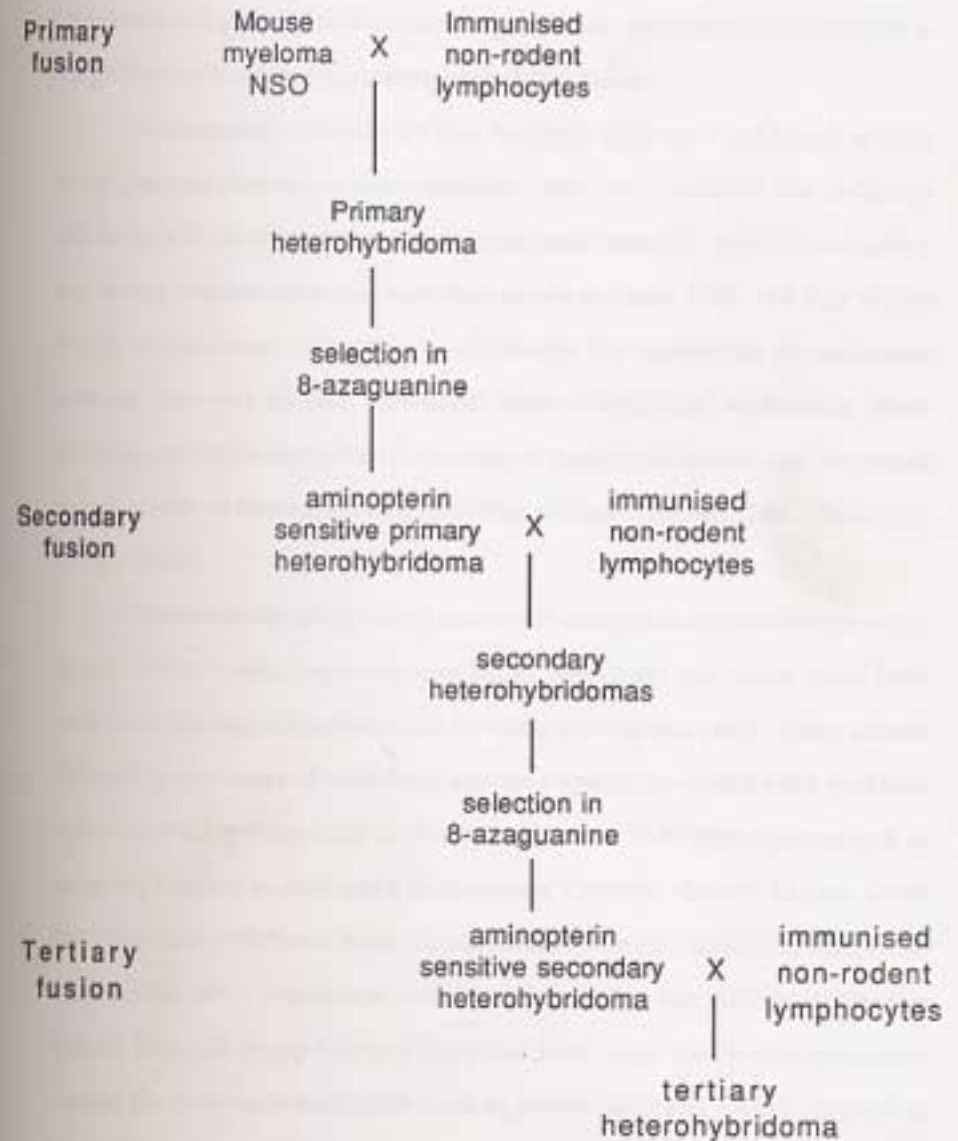 Primary
fusion
Mouse
myeloma
NSO
X
Immunised
non-rodent
lymphocytes
Primary
heterohybridoma
selection in
8-azaguanine
Secondary
fusion
aminopterin
sensitive primary
heterohybridoma
X
immunised
non-rodent
lymphocytes
secondary
heterohybridomas
selection in
8-azaguanine
Tertiary
fusion
aminopterin
sensitive secondary
heterohybridoma
X
immunised
non-rodent
lymphocytes
tertiary
heterohybridoma